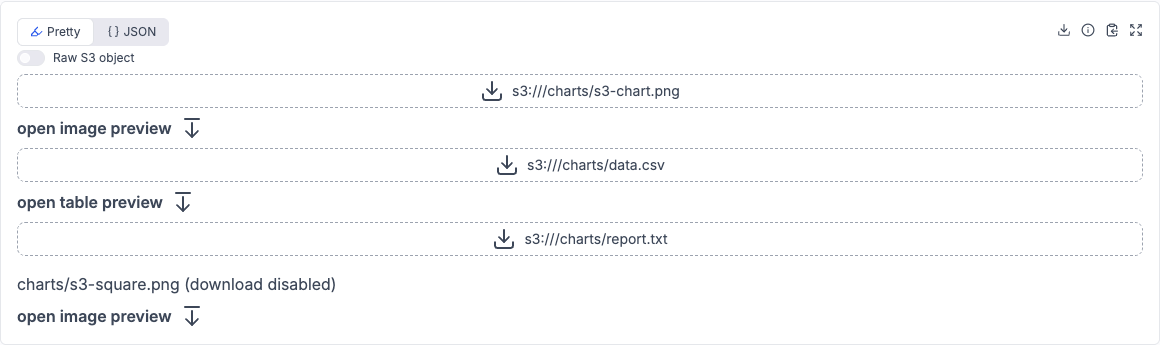 Pretty
{ } JSON
Raw S3 object
s3:///charts/s3-chart.png
open image preview
s3:///charts/data.csv
open table preview
s3:///charts/report.txt
charts/s3-square.png (download disabled)
open image preview